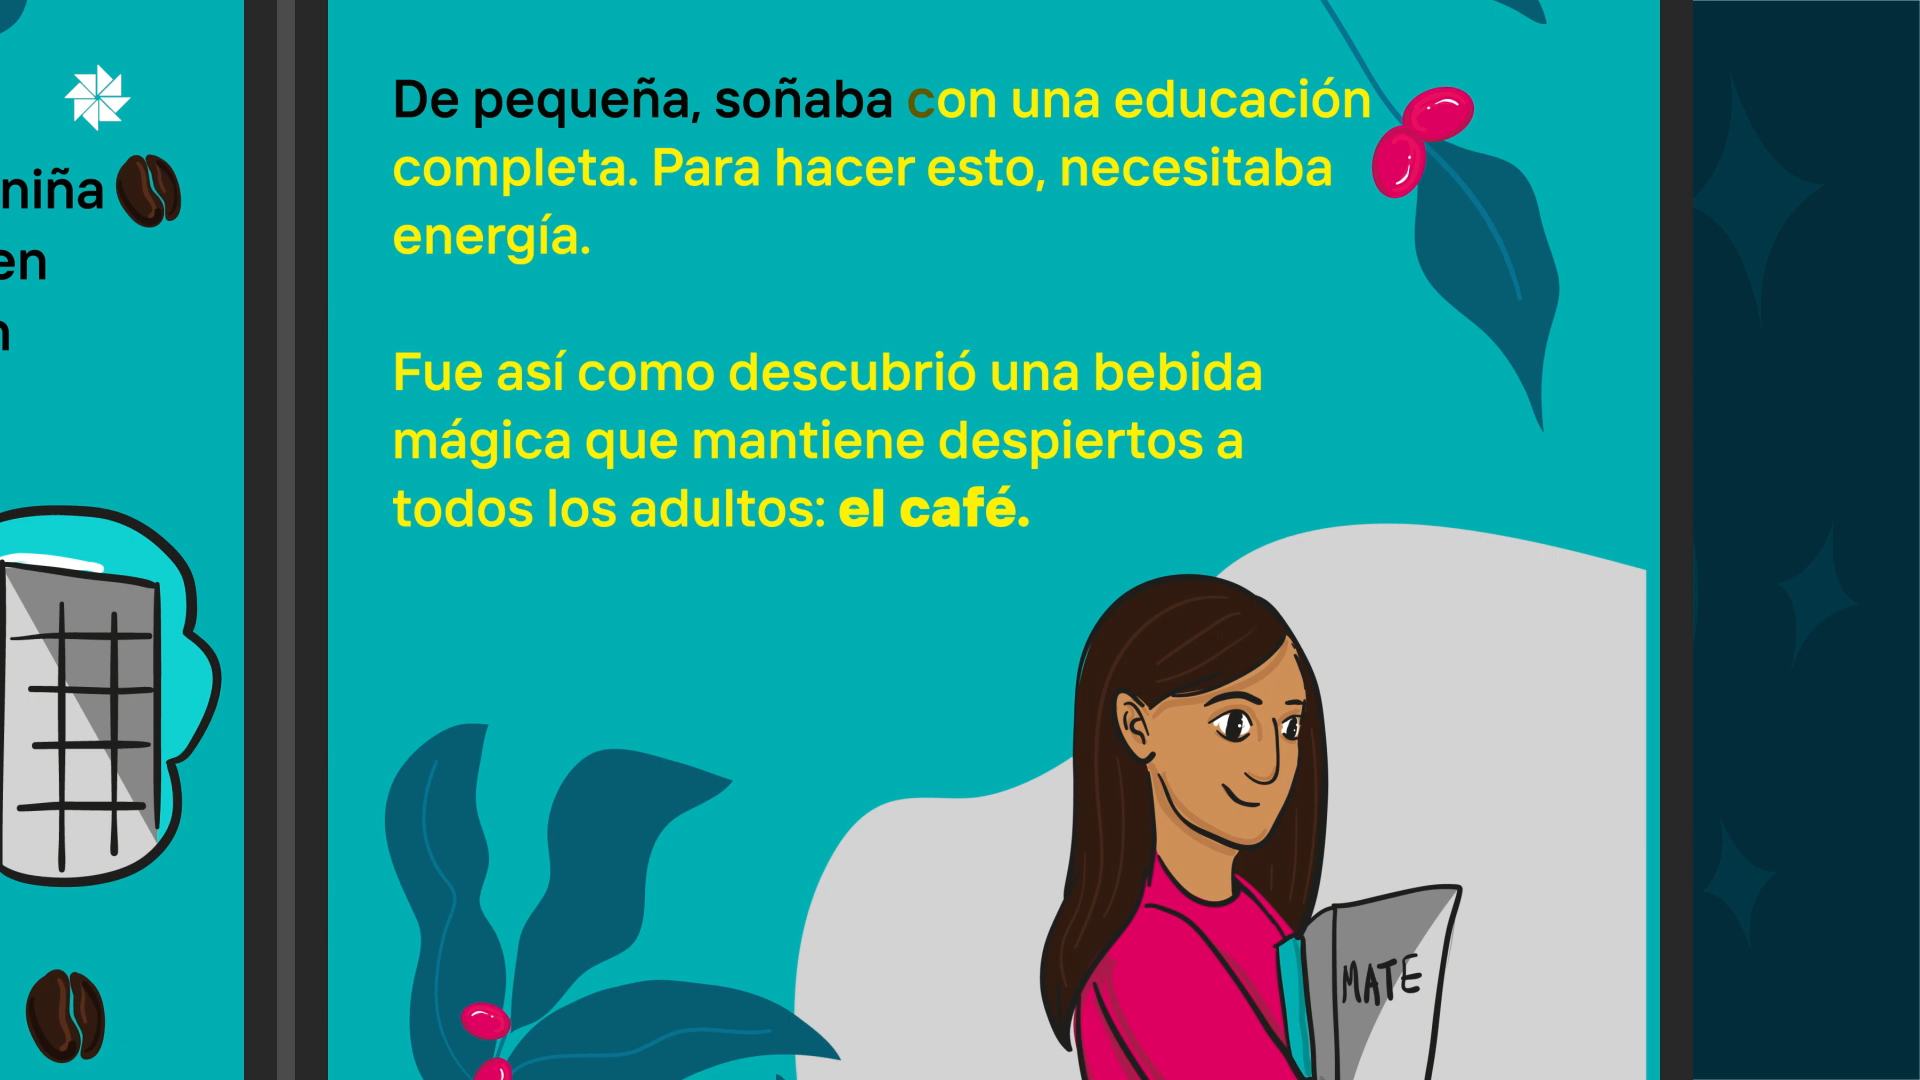 niña
en
De pequeña, soñaba con una educación
completa. Para hacer esto, necesitaba
energía.
Fue así como descubrió una bebida
mágica que mantiene despiertos a
todos los adultos: el café.
MATE